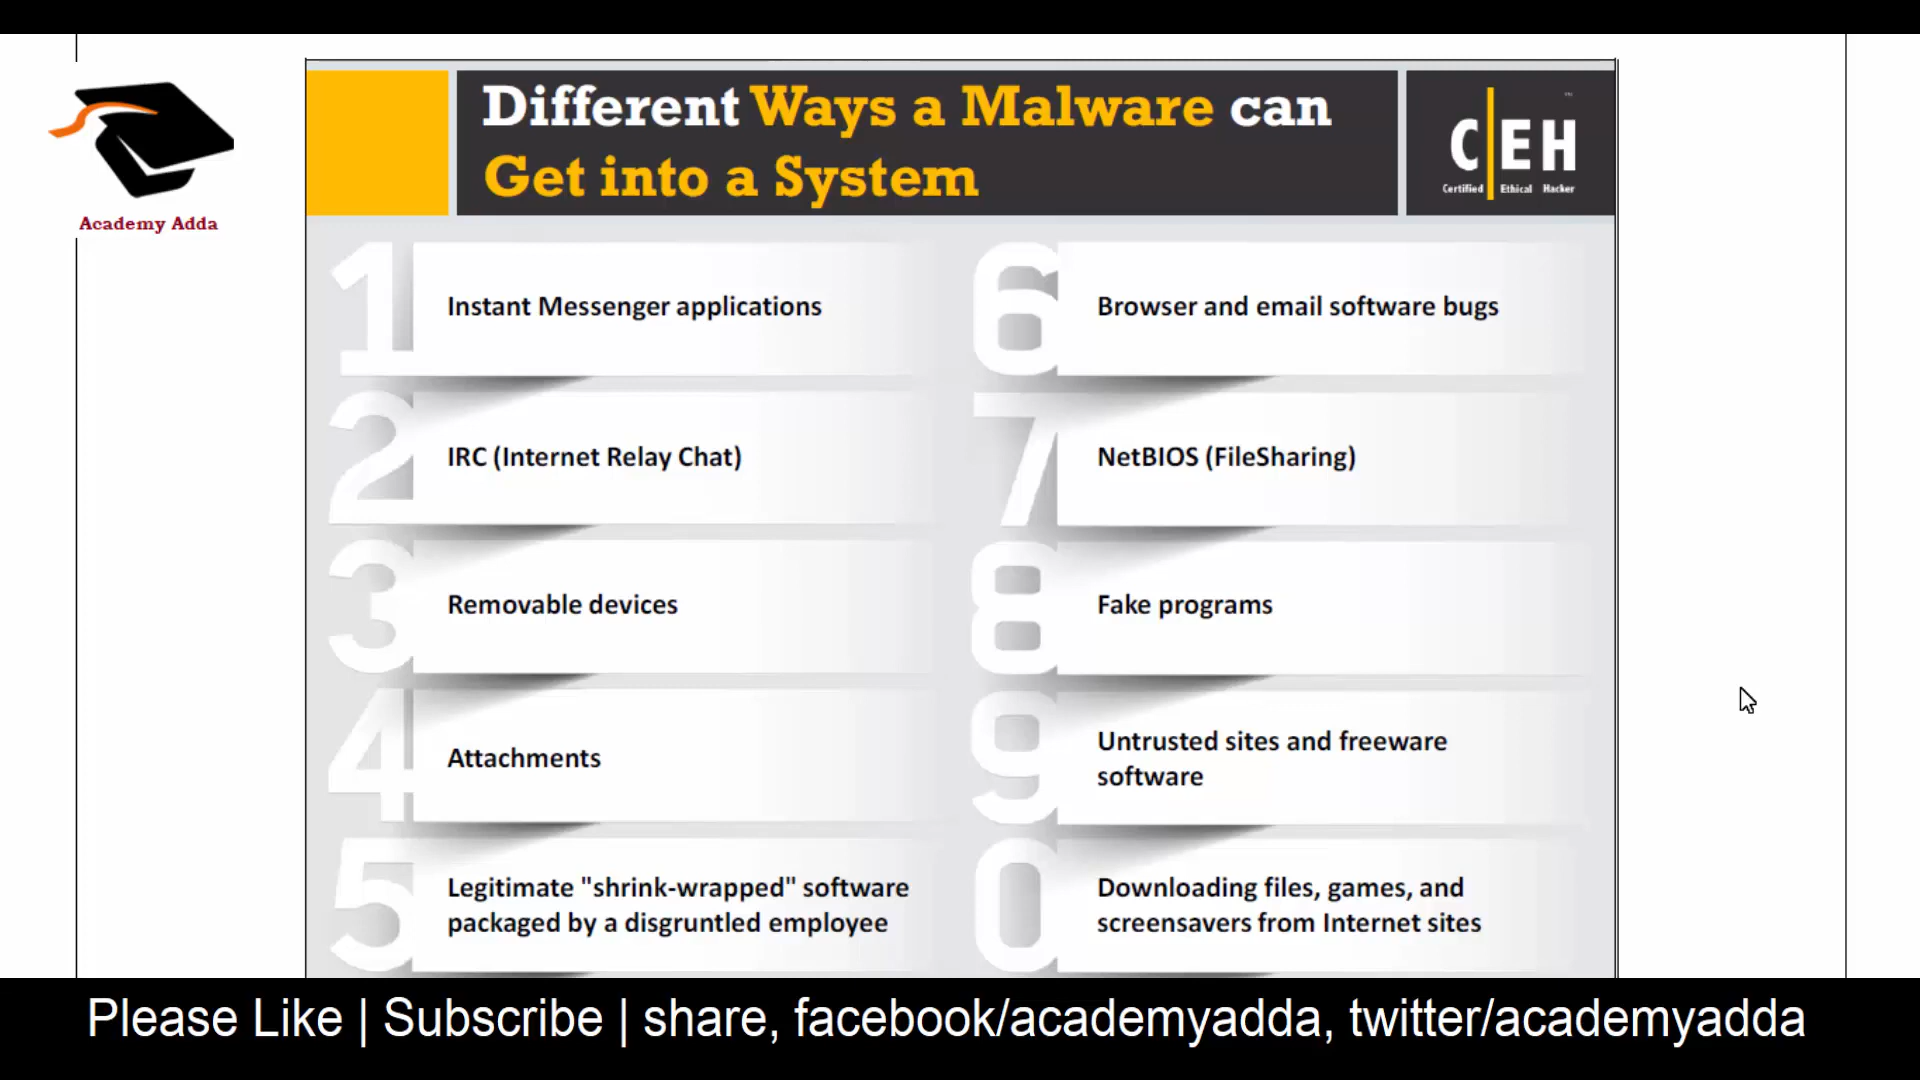 Different Ways a Malware can
Get into a System
C|EH
™
Certified Ethical Hacker
Academy Adda
1
Instant Messenger applications
2
IRC (Internet Relay Chat)
3
Removable devices
4
Attachments
5
Legitimate "shrink-wrapped" software
packaged by a disgruntled employee
6
Browser and email software bugs
7
NetBIOS (FileSharing)
8
Fake programs
9
Untrusted sites and freeware
software
0
Downloading files, games, and
screensavers from Internet sites
Please Like | Subscribe | share, facebook/academyadda, twitter/academyadda